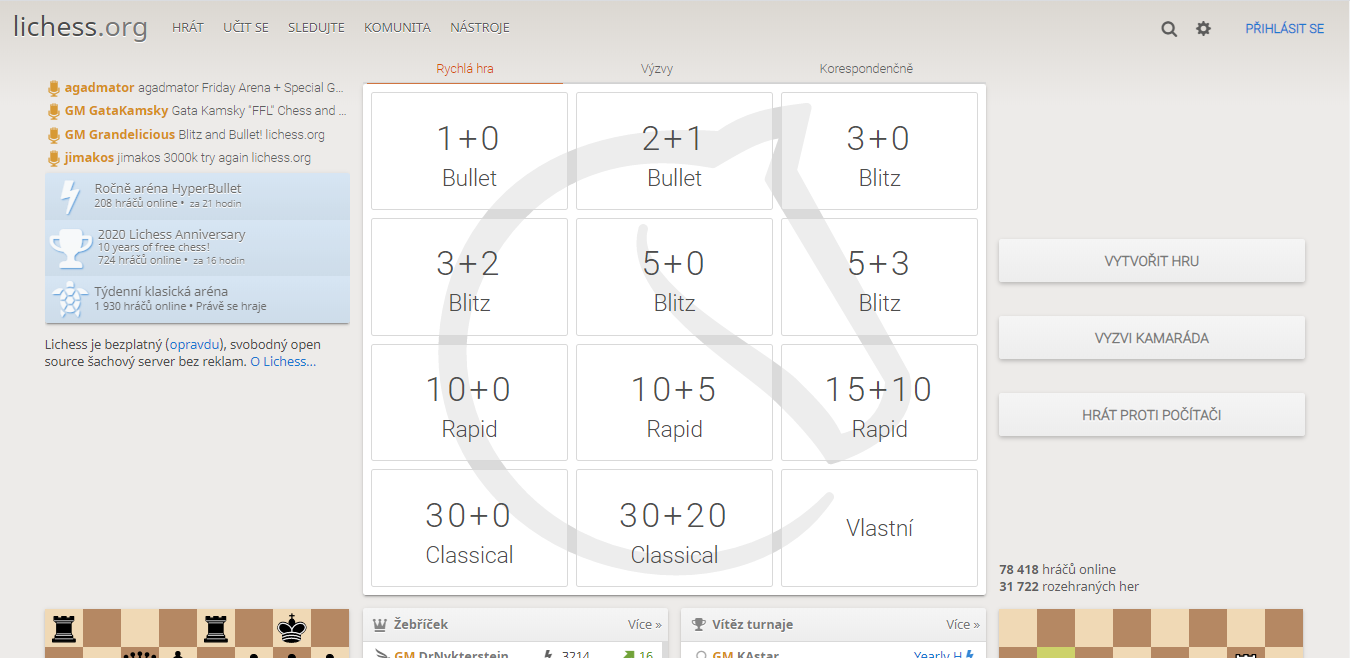 lichess.org HRÁT UČIT SE SLEDUJTE KOMUNITA NÁSTROJE PŘIHLÁSIT SE
Rychlá hra Výzvy Korespondenčně
agadmator agadmator Friday Arena + Special G...
GM GataKamsky Gata Kamsky "FFL" Chess and ...
GM Grandelicious Blitz and Bullet! lichess.org
jimakos jimakos 3000k try again lichess.org
Ročně aréna HyperBullet
208 hráčů online • za 21 hodin
2020 Lichess Anniversary
10 years of free chess!
724 hráčů online • za 16 hodin
Týdenní klasická aréna
1 930 hráčů online • Právě se hraje
Lichess je bezplatný (opravdu), svobodný open
source šachový server bez reklam. O Lichess...
1+0 2+1 3+0
Bullet Bullet Blitz
3+2 5+0 5+3
Blitz Blitz Blitz
10+0 10+5 15+10
Rapid Rapid Rapid
30+0 30+20
Classical Classical Vlastní
VYTVOŘIT HRU
VYZVI KAMARÁDA
HRÁT PROTI POČÍTAČI
78 418 hráčů online
31 722 rozehraných her
Žebříček Více »
GM DrNykterstein 3214 16
Vítěz turnaje Více »
GM KAstar Yearly H